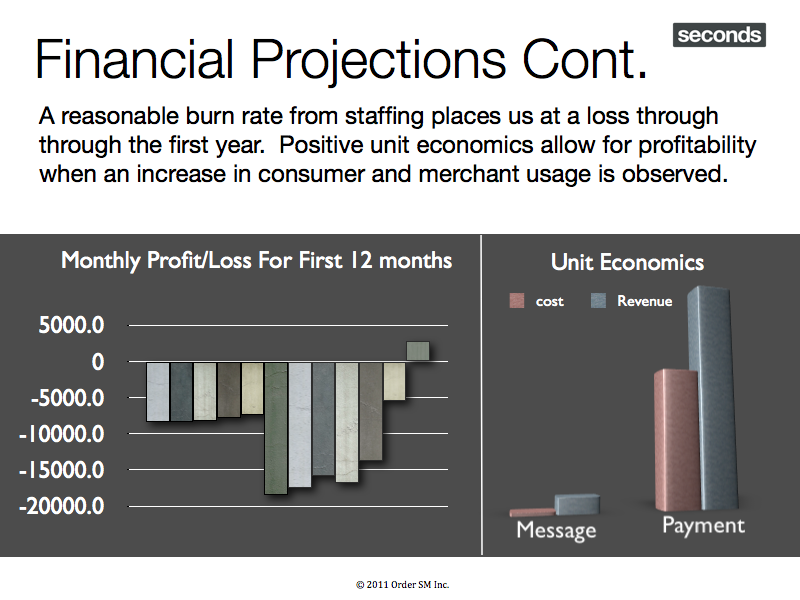 seconds
Financial Projections Cont.
A reasonable burn rate from staffing places us at a loss through
through the first year.  Positive unit economics allow for profitability
when an increase in consumer and merchant usage is observed.
Monthly Profit/Loss For First 12 months
5000.0
0
-5000.0
-10000.0
-15000.0
-20000.0
Unit Economics
cost
Revenue
Message
Payment
© 2011 Order SM Inc.